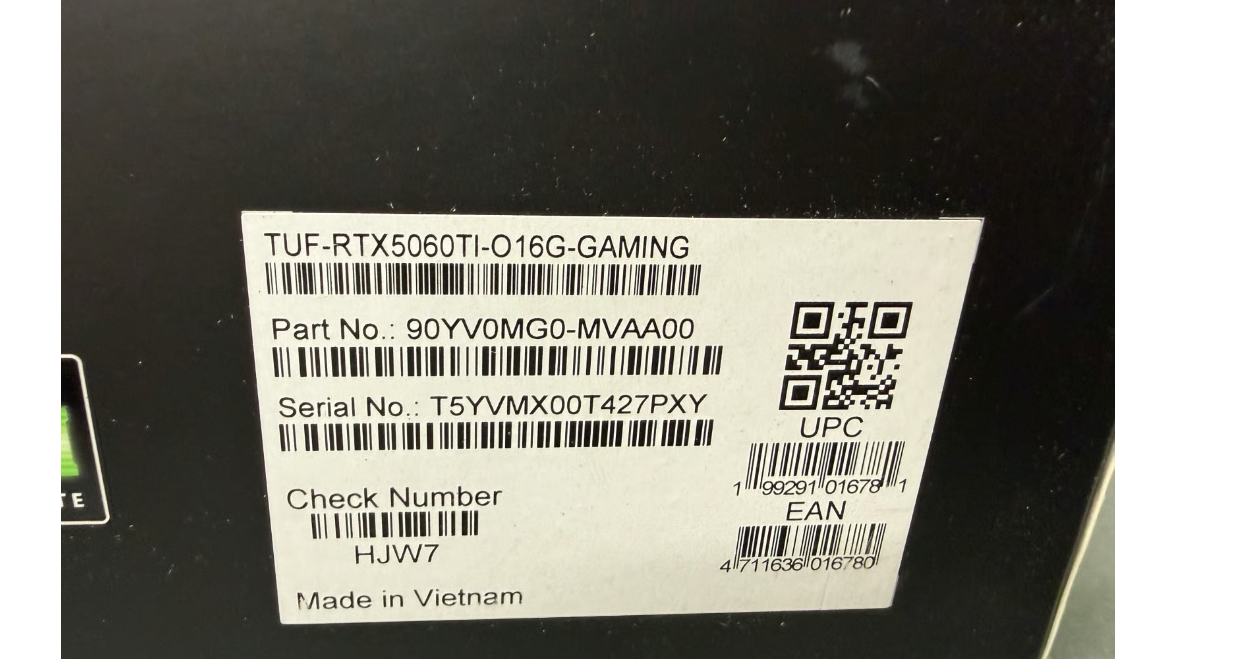 TUF-RTX5060TI-O16G-GAMING
Part No.: 90YV0MG0-MVAA00
Serial No.: T5YVMX00T427PXY
UPC
1 99291 01678 1
EAN
4 711636 016780
Check Number
HJW7
Made in Vietnam